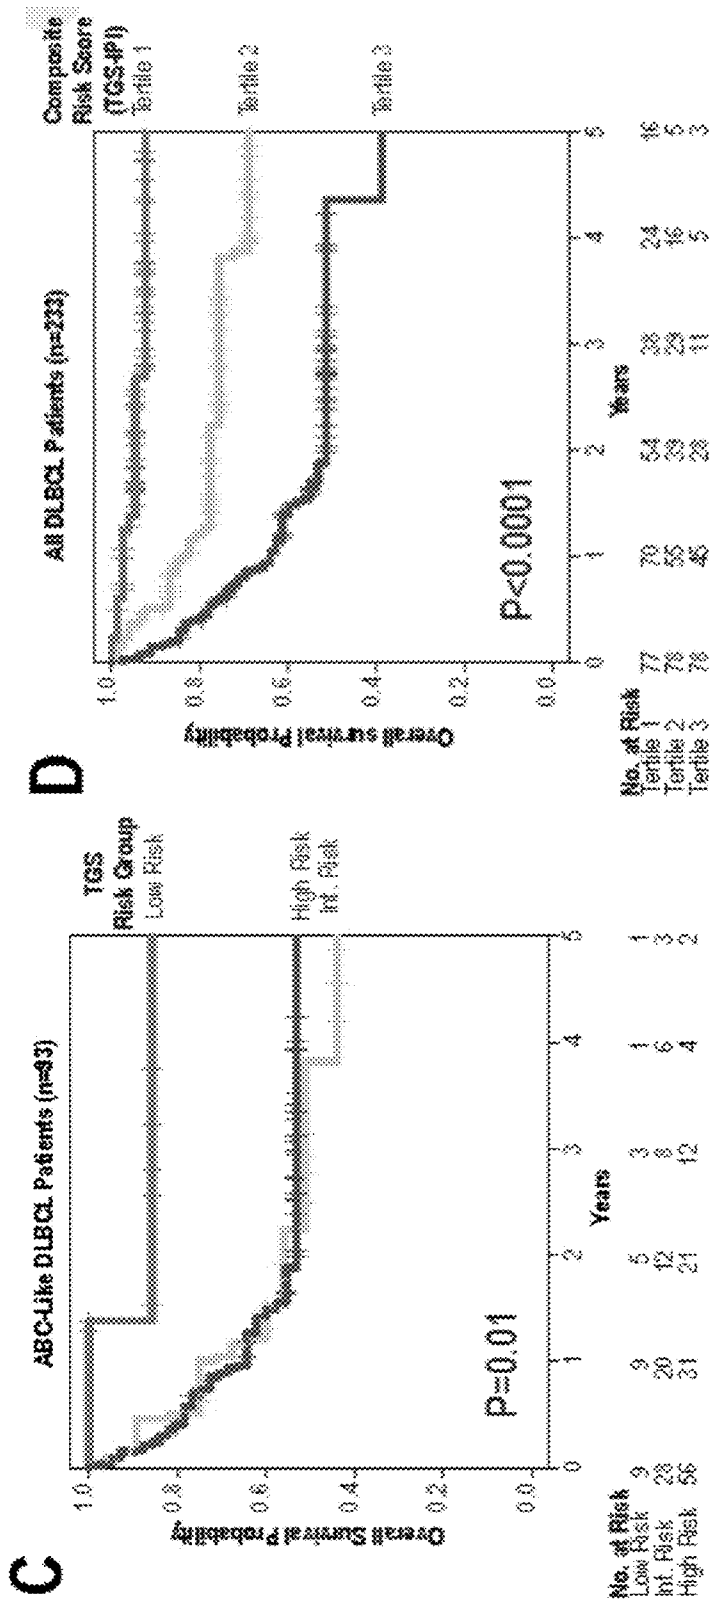 C
ABC-Like DLBCL Patients (n=93)
TGS
Risk Group
Low Risk
High Risk
Int. Risk
Overall Survival Probability
1.0
0.8
0.6
0.4
0.2
0.0
P=0.01
0 1 2 3 4 5
Years
No. at Risk
Low Risk 9 9 5 3 1 1
Int. Risk 28 20 12 8 6 3
High Risk 56 31 21 12 4 2
D
All DLBCL Patients (n=233)
Composite
Risk Score
(TGS-IPI)
Tertile 1
Tertile 2
Tertile 3
Overall survival Probability
1.0
0.8
0.6
0.4
0.2
0.0
P<0.0001
0 1 2 3 4 5
Years
No. at Risk
Tertile 1 77 70 54 38 24 16
Tertile 2 78 55 39 29 16 5
Tertile 3 78 45 28 11 5 3